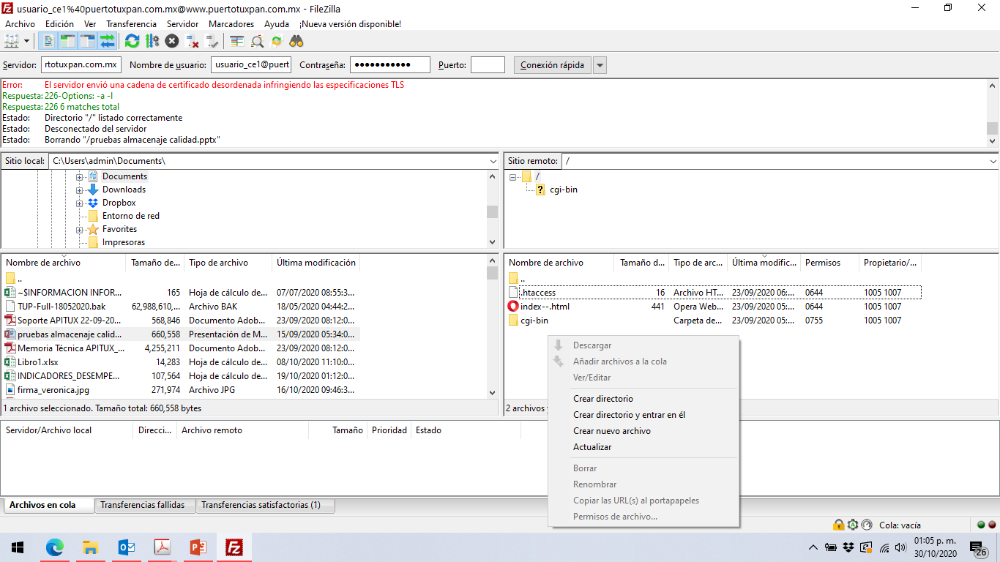 usuario_ce1%40puertotuxpan.com.mx@www.puertotuxpan.com.mx - FileZilla
Archivo Edición Ver Transferencia Servidor Marcadores Ayuda ¡Nueva versión disponible!
Servidor: rtotuxpan.com.mx Nombre de usuario: usuario_ce1@puert Contraseña: ●●●●●●●●●●● Puerto: Conexión rápida
Error: El servidor envió una cadena de certificado desordenada infringiendo las especificaciones TLS
Respuesta: 226-Options: -a -l
Respuesta: 226 6 matches total
Estado: Directorio "/" listado correctamente
Estado: Desconectado del servidor
Estado: Borrando "/pruebas almacenaje calidad.pptx"
Sitio local: C:\Users\admin\Documents\
Documents
Downloads
Dropbox
Entorno de red
Favorites
Impresoras
Sitio remoto: /
/
cgi-bin
Nombre de archivo Tamaño de... Tipo de archivo Última modificación
..
~$INFORMACION INFOR... 165 Hoja de cálculo de... 07/07/2020 08:55:3...
TUP-Full-18052020.bak 62,988,610,... Archivo BAK 18/05/2020 04:44:2...
Soporte APITUX 22-09-20... 568,846 Documento Adob... 23/09/2020 08:12:0...
pruebas almacenaje calid... 660,558 Presentación de M... 15/09/2020 05:34:0...
Memoria Técnica APITUX_... 4,255,211 Documento Adob... 23/09/2020 08:12:0...
Libro1.xlsx 14,283 Hoja de cálculo de... 08/10/2020 11:10:0...
INDICADORES_DESEMPE... 107,564 Hoja de cálculo de... 19/10/2020 01:12:0...
firma_veronica.jpg 271,974 Archivo JPG 16/10/2020 09:46:3...
1 archivo seleccionado. Tamaño total: 660,558 bytes
Nombre de archivo Tamaño d... Tipo de arc... Última modific... Permisos Propietario/...
..
.htaccess 16 Archivo HT... 23/09/2020 06:... 0644 1005 1007
index--.html 441 Opera Web... 23/09/2020 05:... 0644 1005 1007
cgi-bin Carpeta de... 23/09/2020 05:... 0755 1005 1007
2 archivos
Descargar
Añadir archivos a la cola
Ver/Editar
Crear directorio
Crear directorio y entrar en él
Crear nuevo archivo
Actualizar
Borrar
Renombrar
Copiar las URL(s) al portapapeles
Permisos de archivo...
Servidor/Archivo local Direcci... Archivo remoto Tamaño Prioridad Estado
Archivos en cola Transferencias fallidas Transferencias satisfactorias (1)
Cola: vacía
01:05 p. m.
30/10/2020
26